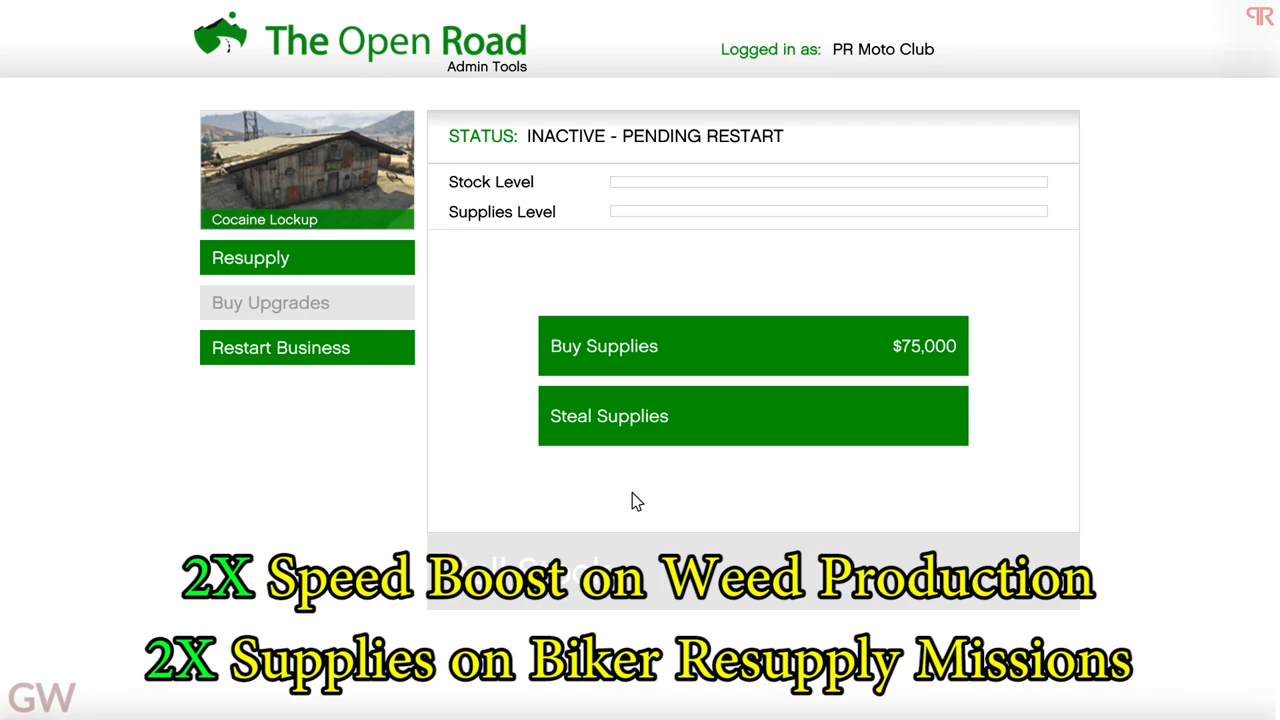 The Open Road
Admin Tools
Logged in as: PR Moto Club
PR
Cocaine Lockup
Resupply
Buy Upgrades
Restart Business
STATUS: INACTIVE - PENDING RESTART
Stock Level
Supplies Level
Buy Supplies $75,000
Steal Supplies
2X Speed Boost on Weed Production
2X Supplies on Biker Resupply Missions
GW